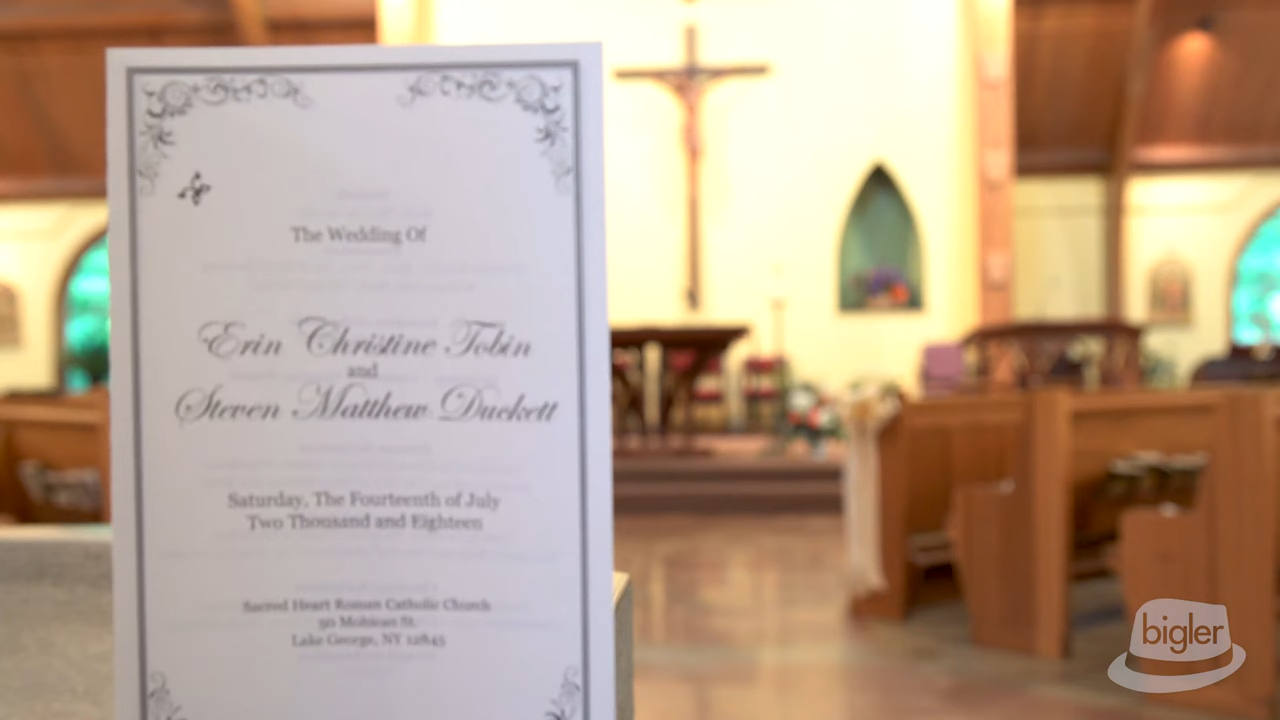 The Wedding Of
Erin Christine Tobin
and
Steven Matthew Duckett
Saturday, The Fourteenth of July
Two Thousand and Eighteen
Sacred Heart Roman Catholic Church
50 Mohican St.
Lake George, NY 12845
bigler